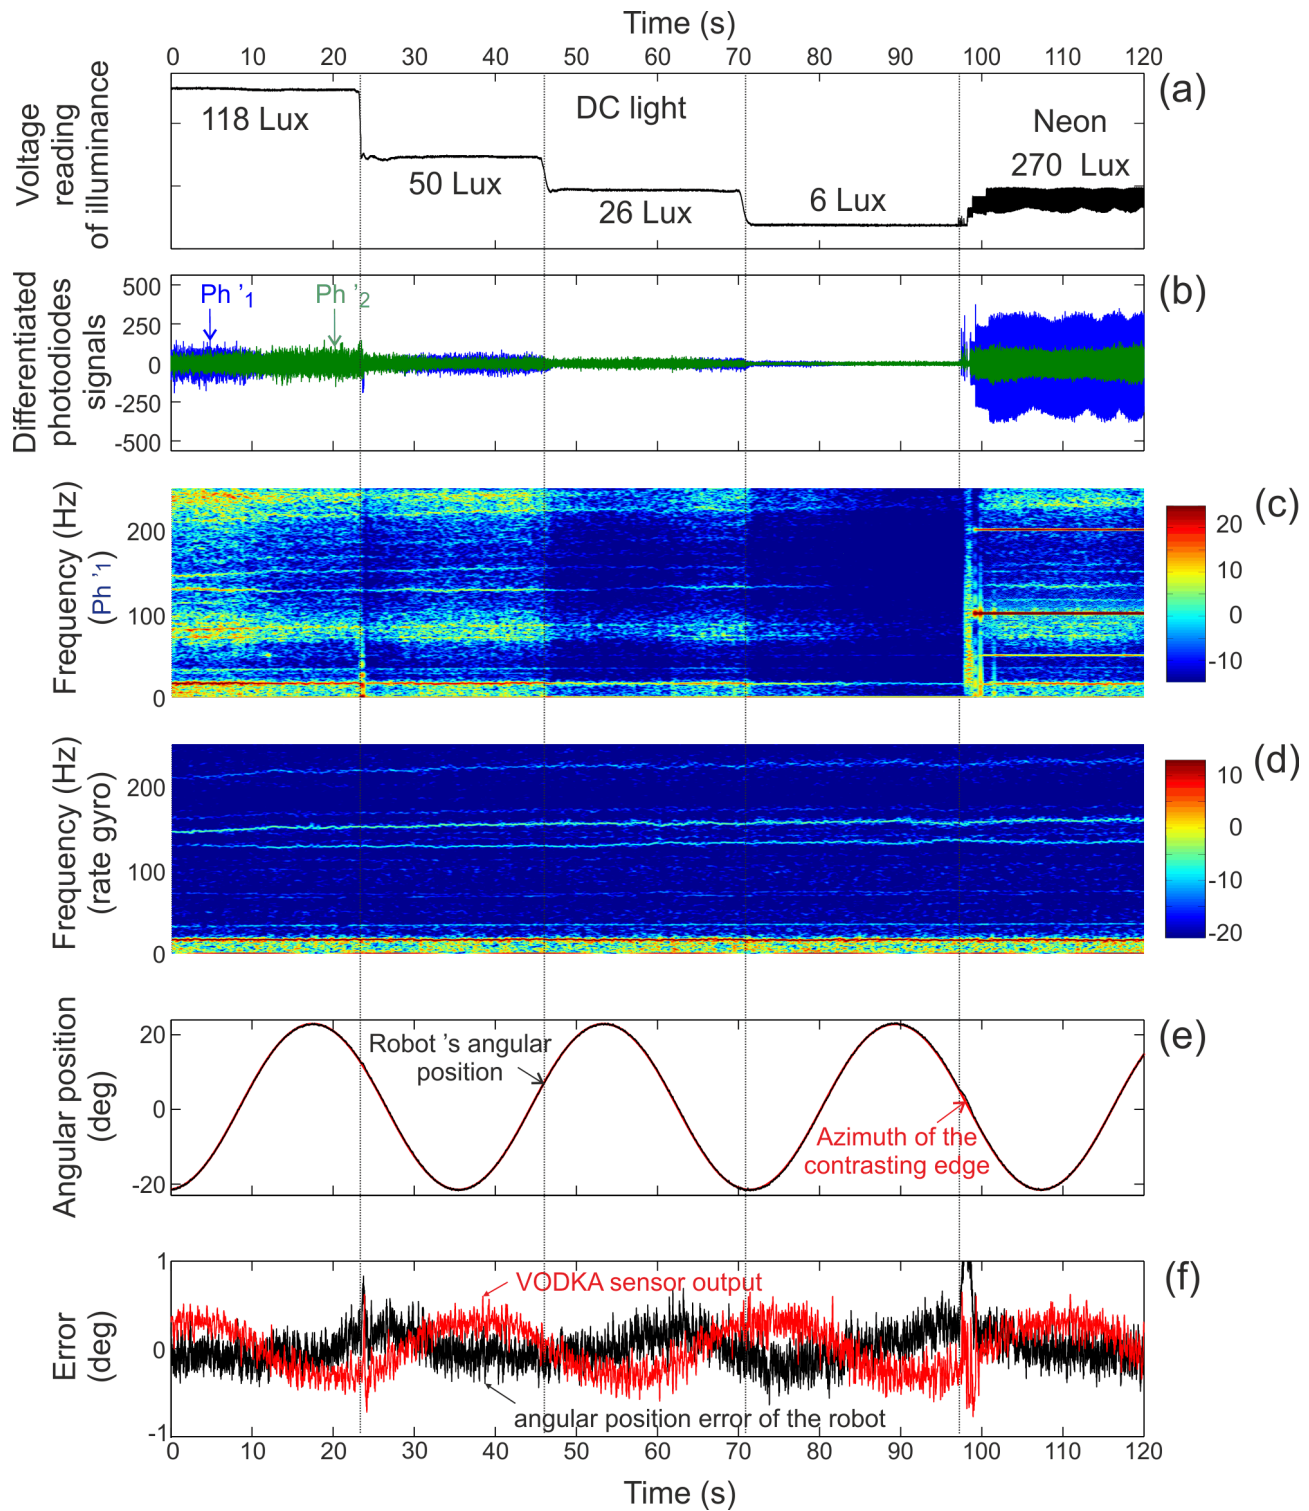 Time (s)
0 10 20 30 40 50 60 70 80 90 100 110 120
(a)
Voltage
reading
of illuminance
118 Lux
50 Lux
DC light
26 Lux
6 Lux
Neon
270 Lux
(b)
Differentiated
photodiodes
signals
500
250
0
-250
-500
Ph '1
Ph '2
(c)
Frequency (Hz)
(Ph '1)
200
100
0
20
10
0
-10
(d)
Frequency (Hz)
(rate gyro)
200
100
0
10
0
-10
-20
(e)
Angular position
(deg)
20
0
-20
Robot 's angular
position
Azimuth of the
contrasting edge
(f)
Error
(deg)
1
0
-1
VODKA sensor output
angular position error of the robot
0 10 20 30 40 50 60 70 80 90 100 110 120
Time (s)